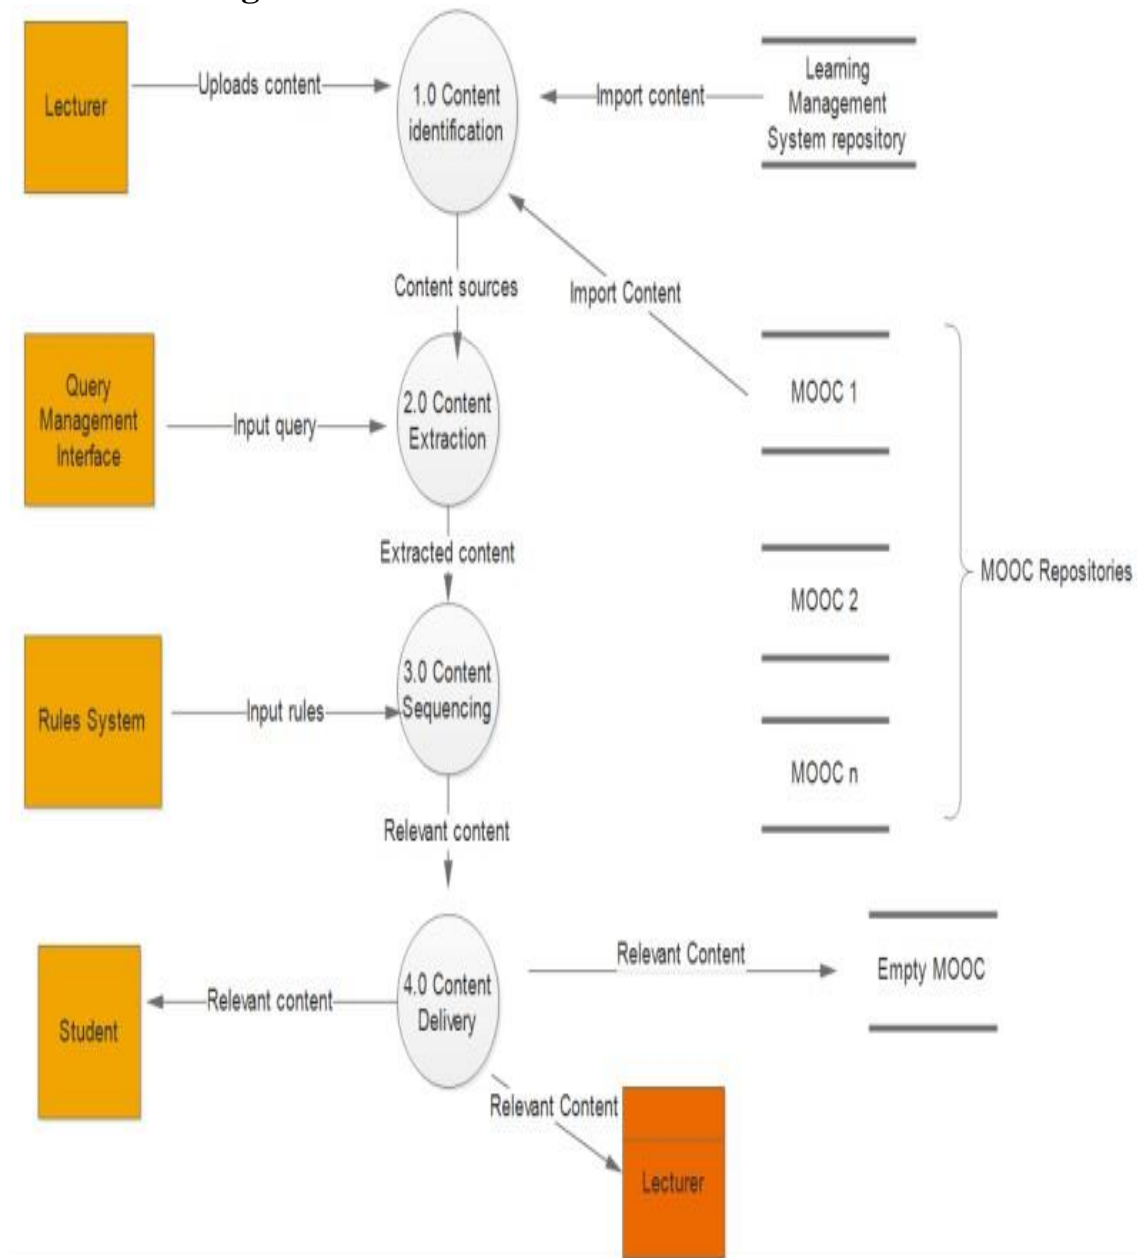 Lecturer
Uploads content
1.0 Content
identification
Import content
Learning
Management
System repository
Content sources
Import Content
Query
Management
Interface
Input query
2.0 Content
Extraction
MOOC 1
Extracted content
MOOC 2
MOOC Repositories
Rules System
Input rules
3.0 Content
Sequencing
MOOC n
Relevant content
Student
Relevant content
4.0 Content
Delivery
Relevant Content
Empty MOOC
Relevant Content
Lecturer